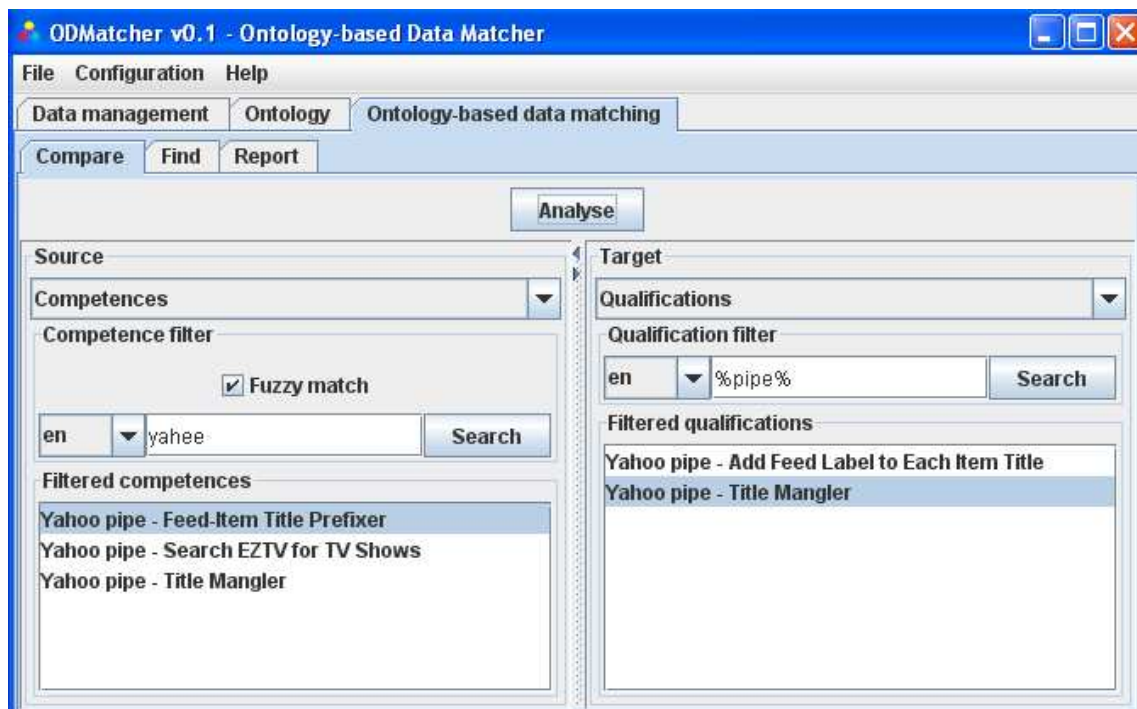 ODMatcher v0.1 - Ontology-based Data Matcher
File Configuration Help
Data management Ontology Ontology-based data matching
Compare Find Report
Analyse
Source
Competences
Competence filter
Fuzzy match
en yahee Search
Filtered competences
Yahoo pipe - Feed-Item Title Prefixer
Yahoo pipe - Search EZTV for TV Shows
Yahoo pipe - Title Mangler
Target
Qualifications
Qualification filter
en %pipe% Search
Filtered qualifications
Yahoo pipe - Add Feed Label to Each Item Title
Yahoo pipe - Title Mangler